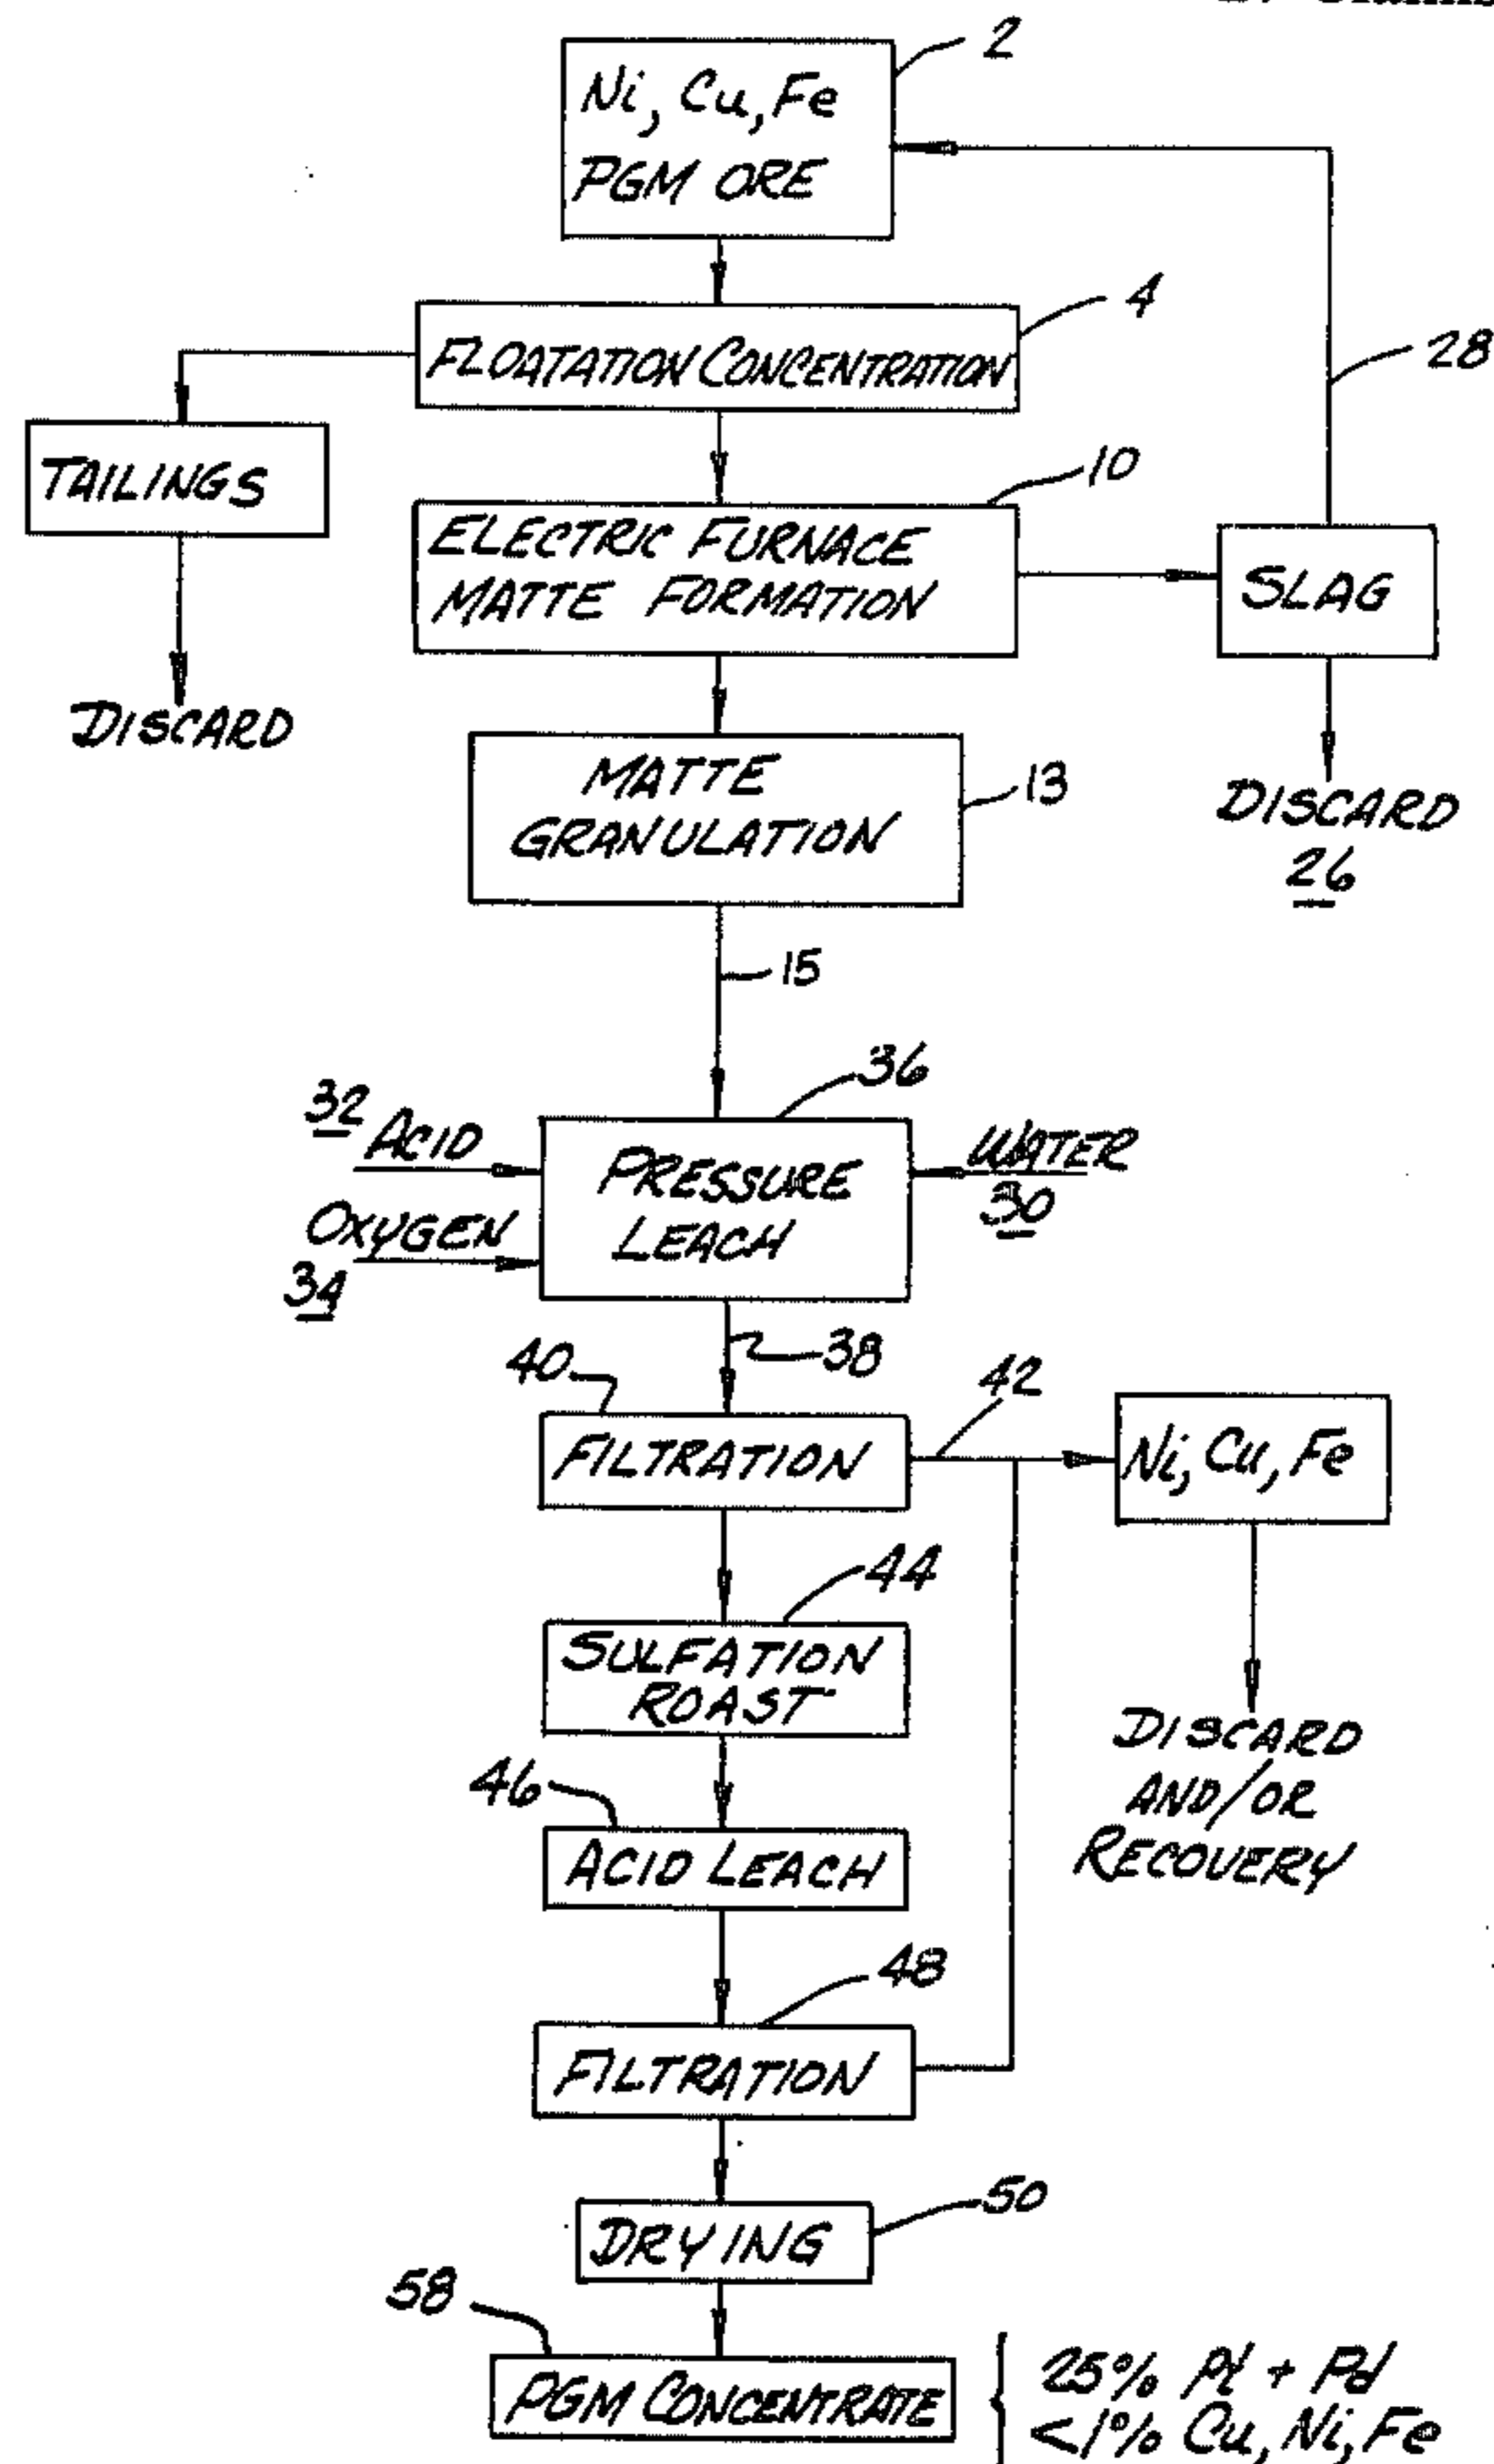 2
Ni, Cu, Fe
PGM ORE
4
FLOATATION CONCENTRATION
28
TAILINGS
10
ELECTRIC FURNACE
MATTE FORMATION
SLAG
DISCARD
MATTE
GRANULATION
13
DISCARD
26
15
36
32 ACID
WATER
30
PRESSURE
LEACH
OXYGEN
34
38
40
42
FILTRATION
Ni, Cu, Fe
44
SULFATION
ROAST
DISCARD
AND/OR
RECOVERY
46
ACID LEACH
48
FILTRATION
50
DRYING
58
PGM CONCENTRATE
25% Pt + Pd
<1% Cu, Ni, Fe